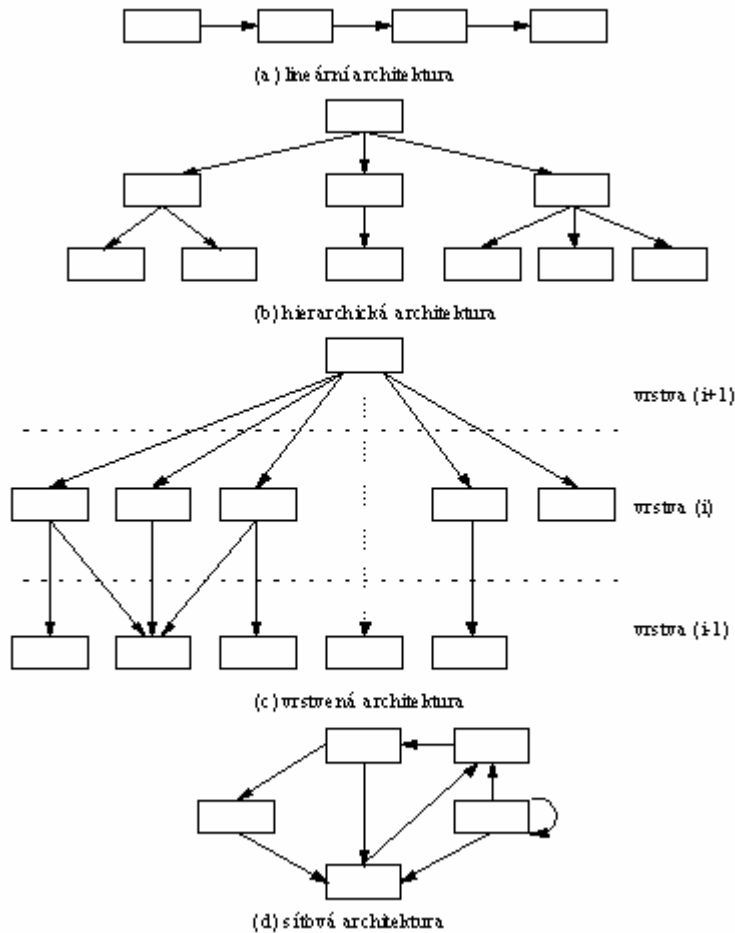 (a) lineární architektura
(b) hierarchická architektura
vrstva (i+1)
vrstva (i)
vrstva (i-1)
(c) vrstvená architektura
(d) síťová architektura